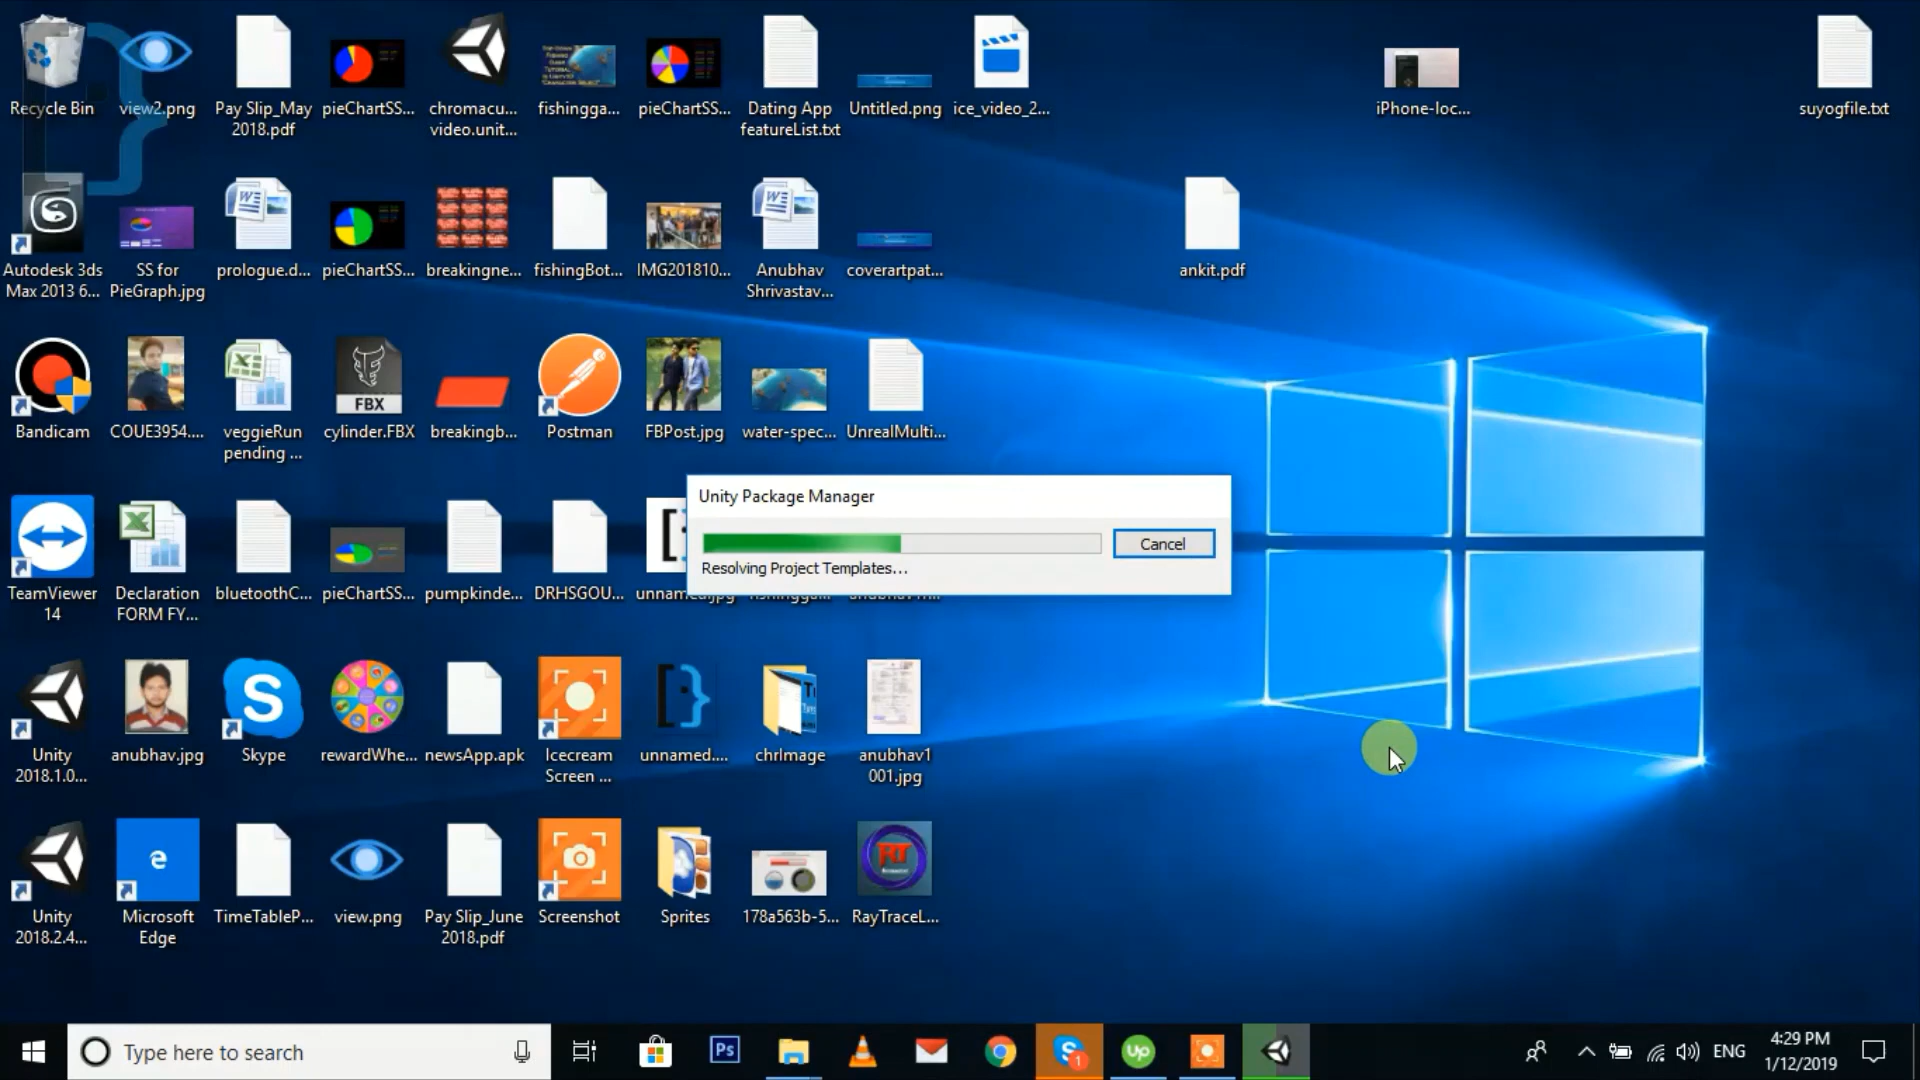 Recycle Bin
view2.png
Pay Slip_May
2018.pdf
pieChartSS...
chromacu...
video.unit...
fishingga...
pieChartSS...
Dating App
featureList.txt
Untitled.png
ice_video_2...
iPhone-loc...
suyogfile.txt
Autodesk 3ds
Max 2013 6...
SS for
PieGraph.jpg
prologue.d...
pieChartSS...
breakingne...
fishingBot...
IMG201810...
Anubhav
Shrivastav...
coverartpat...
ankit.pdf
Bandicam
COUE3954....
veggieRun
pending ...
FBX
cylinder.FBX
breakingb...
Postman
FBPost.jpg
water-spec...
UnrealMulti...
Unity Package Manager
Cancel
Resolving Project Templates...
TeamViewer
14
Declaration
FORM FY...
bluetoothC...
pieChartSS...
pumpkinde...
DRHSGOU...
Unity
2018.1.0...
anubhav.jpg
Skype
rewardWhe...
newsApp.apk
Icecream
Screen ...
unnamed....
chrImage
anubhav1
001.jpg
Unity
2018.2.4...
Microsoft
Edge
TimeTableP...
view.png
Pay Slip_June
2018.pdf
Screenshot
Sprites
178a563b-5...
RT
RayTraceL...
Type here to search
Ps
S
1
Up
ENG
4:29 PM
1/12/2019